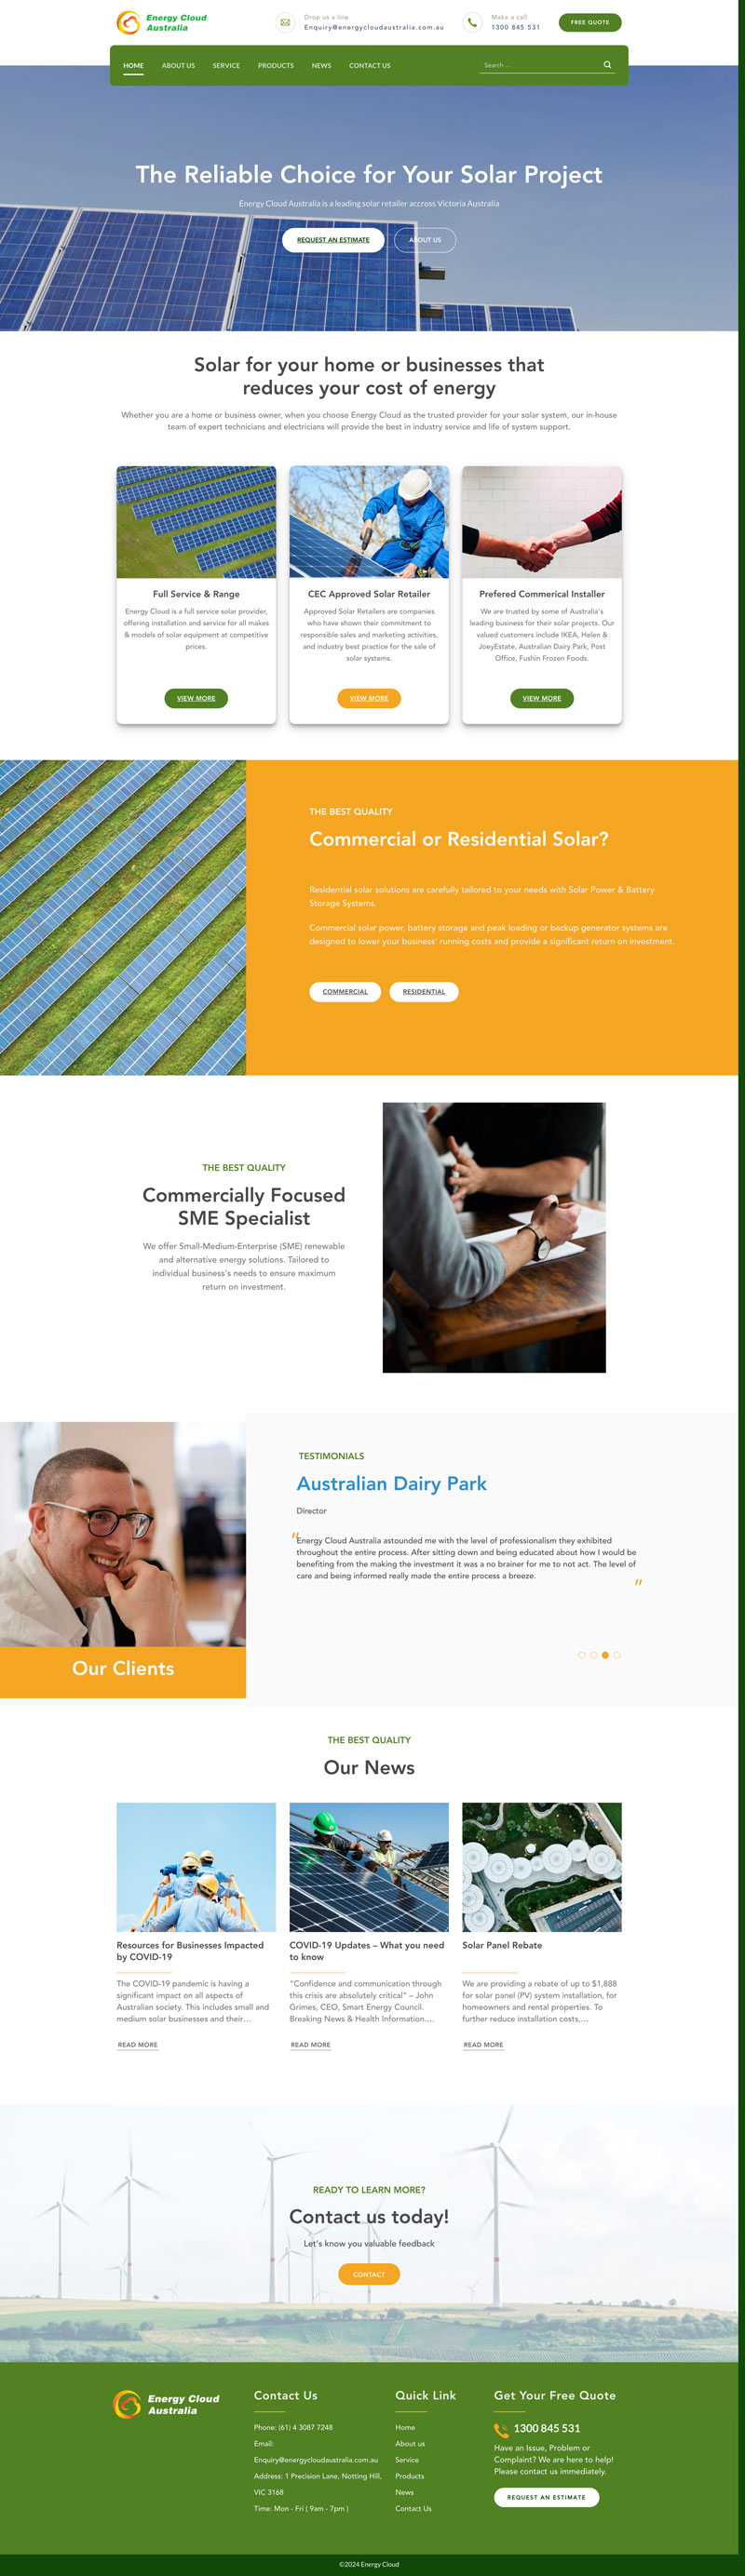 Energy Cloud
Australia
Drop us a line
Enquiry@energycloudaustralia.com.au
Make a call
1300 845 531
FREE QUOTE
HOME
ABOUT US
SERVICE
PRODUCTS
NEWS
CONTACT US
Search ...
The Reliable Choice for Your Solar Project
Energy Cloud Australia is a leading solar retailer accross Victoria Australia
REQUEST AN ESTIMATE
ABOUT US
Solar for your home or businesses that
reduces your cost of energy
Whether you are a home or business owner, when you choose Energy Cloud as the trusted provider for your solar system, our in-house
team of expert technicians and electricians will provide the best in industry service and life of system support.
Full Service & Range
Energy Cloud is a full service solar provider,
offering installation and service for all makes
& models of solar equipment at competitive
prices.
VIEW MORE
CEC Approved Solar Retailer
Approved Solar Retailers are companies
who have shown their commitment to
responsible sales and marketing activities,
and industry best practice for the sale of
solar systems.
VIEW MORE
Prefered Commerical Installer
We are trusted by some of Australia's
leading business for their solar projects. Our
valued customers include IKEA, Helen &
JoeyEstate, Australian Dairy Park, Post
Office, Fushin Frozen Foods.
VIEW MORE
THE BEST QUALITY
Commercial or Residential Solar?
Residential solar solutions are carefully tailored to your needs with Solar Power & Battery
Storage Systems.
Commercial solar power, battery storage and peak loading or backup generator systems are
designed to lower your business' running costs and provide a significant return on investment.
COMMERCIAL
RESIDENTIAL
THE BEST QUALITY
Commercially Focused
SME Specialist
We offer Small-Medium-Enterprise (SME) renewable
and alternative energy solutions. Tailored to
individual business's needs to ensure maximum
return on investment.
Our Clients
TESTIMONIALS
Australian Dairy Park
Director
"Energy Cloud Australia astounded me with the level of professionalism they exhibited
throughout the entire process. After sitting down and being educated about how I would be
benefiting from the making the investment it was a no brainer for me to not act. The level of
care and being informed really made the entire process a breeze."
THE BEST QUALITY
Our News
Resources for Businesses Impacted
by COVID-19
The COVID-19 pandemic is having a
significant impact on all aspects of
Australian society. This includes small and
medium solar businesses and their…
READ MORE
COVID-19 Updates – What you need
to know
"Confidence and communication through
this crisis are absolutely critical" – John
Grimes, CEO, Smart Energy Council.
Breaking News & Health Information.…
READ MORE
Solar Panel Rebate
We are providing a rebate of up to $1,888
for solar panel (PV) system installation, for
homeowners and rental properties. To
further reduce installation costs,…
READ MORE
READY TO LEARN MORE?
Contact us today!
Let's know you valuable feedback
CONTACT
Energy Cloud
Australia
Contact Us
Phone: (61) 4 3087 7248
Email:
Enquiry@energycloudaustralia.com.au
Address: 1 Precision Lane, Notting Hill,
VIC 3168
Time: Mon - Fri ( 9am - 7pm )
Quick Link
Home
About us
Service
Products
News
Contact Us
Get Your Free Quote
1300 845 531
Have an Issue, Problem or
Complaint? We are here to help!
Please contact us immediately.
REQUEST AN ESTIMATE
©2024 Energy Cloud